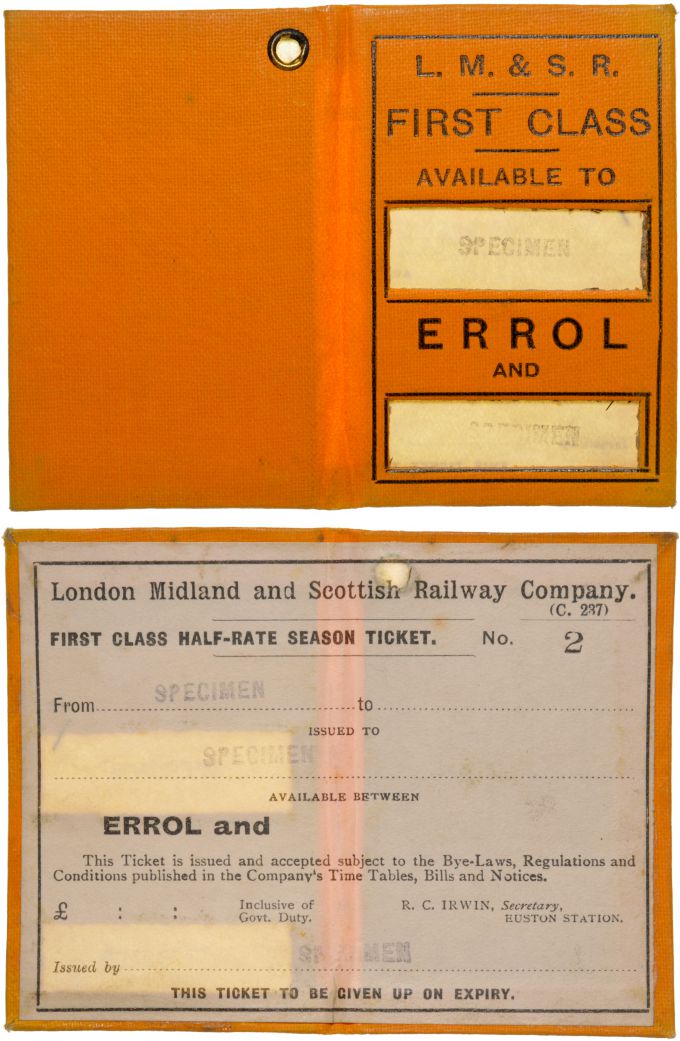 L. M. & S. R.
FIRST CLASS
AVAILABLE TO
SPECIMEN
ERROL
AND
SPECIMEN
London Midland and Scottish Railway Company.
(C. 237)
FIRST CLASS HALF-RATE SEASON TICKET. No. 2
SPECIMEN
From to
ISSUED TO
SPECIMEN
AVAILABLE BETWEEN
ERROL and
This Ticket is issued and accepted subject to the Bye-Laws, Regulations and
Conditions published in the Company's Time Tables, Bills and Notices.
£ : : Inclusive of R. C. IRWIN, Secretary,
Govt. Duty. EUSTON STATION.
SPECIMEN
Issued by
THIS TICKET TO BE GIVEN UP ON EXPIRY.